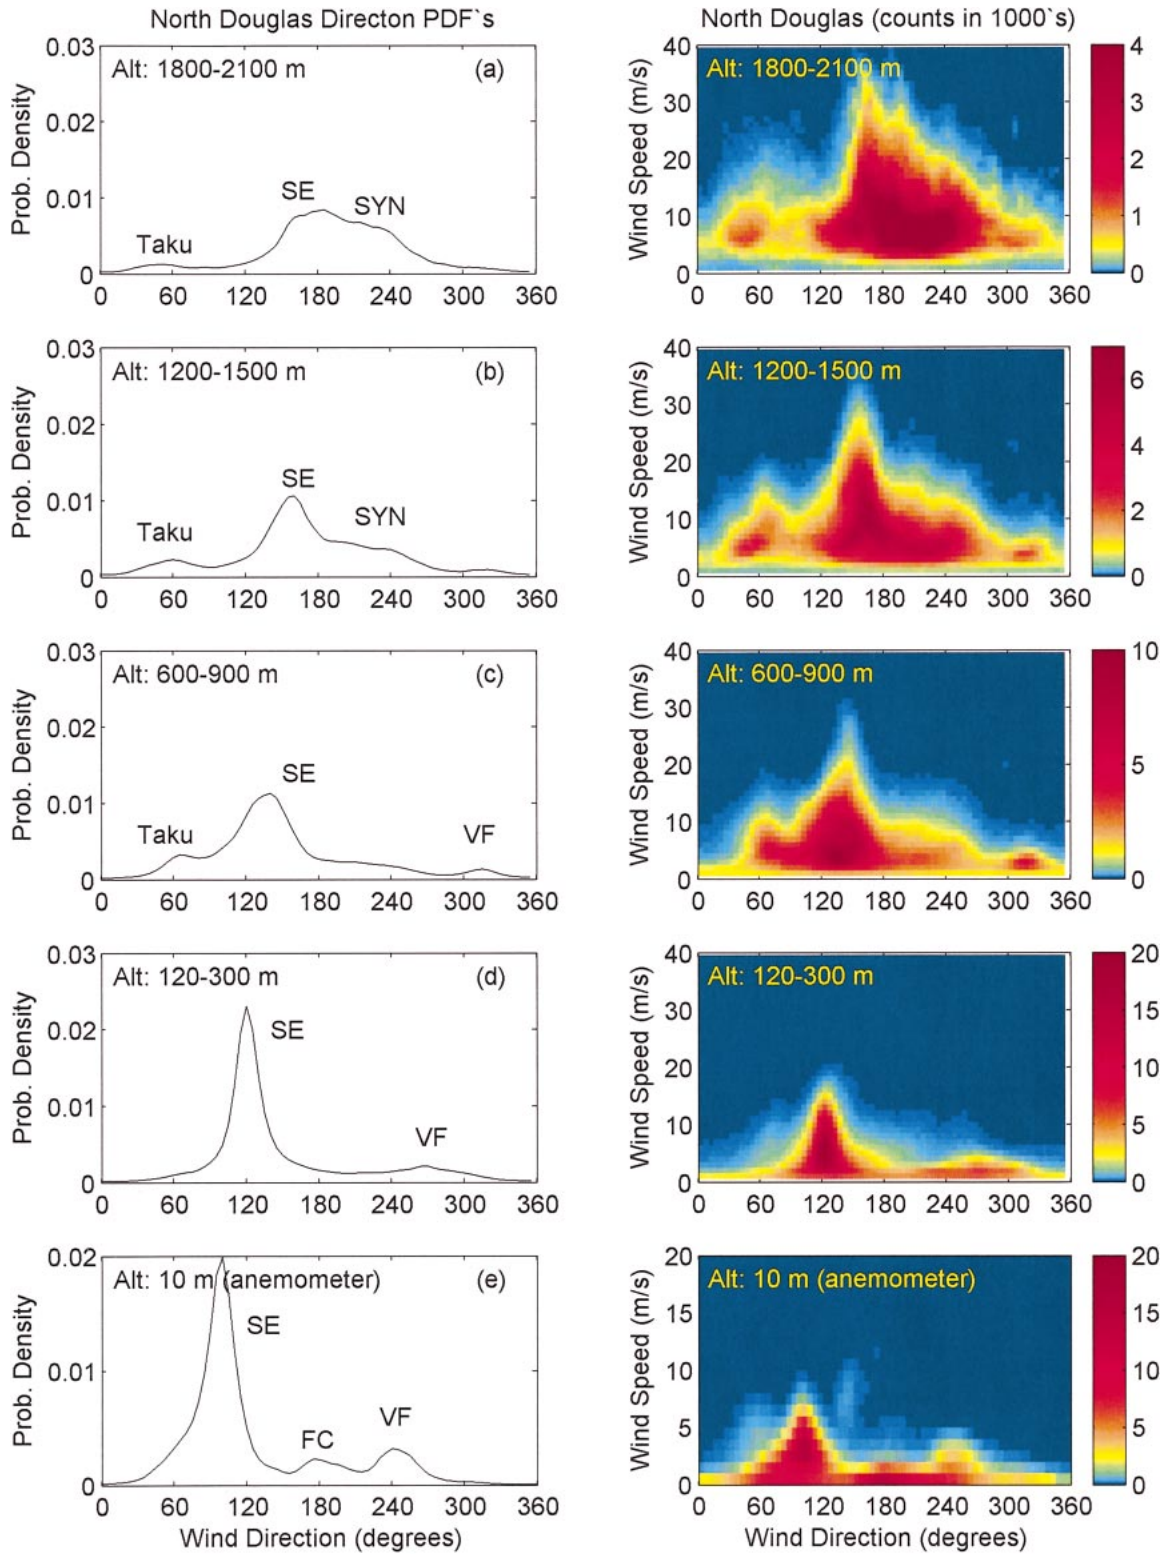 North Douglas Directon PDF`s
Prob. Density
0.03
0.02
0.01
0
Alt: 1800-2100 m
(a)
Taku
SE
SYN
0 60 120 180 240 300 360
North Douglas (counts in 1000`s)
Wind Speed (m/s)
40
30
20
10
0
Alt: 1800-2100 m
0 60 120 180 240 300 360
4
3
2
1
0
Prob. Density
0.03
0.02
0.01
0
Alt: 1200-1500 m
(b)
Taku
SE
SYN
0 60 120 180 240 300 360
Wind Speed (m/s)
40
30
20
10
0
Alt: 1200-1500 m
0 60 120 180 240 300 360
6
4
2
0
Prob. Density
0.03
0.02
0.01
0
Alt: 600-900 m
(c)
Taku
SE
VF
0 60 120 180 240 300 360
Wind Speed (m/s)
40
30
20
10
0
Alt: 600-900 m
0 60 120 180 240 300 360
10
5
0
Prob. Density
0.03
0.02
0.01
0
Alt: 120-300 m
(d)
SE
VF
0 60 120 180 240 300 360
Wind Speed (m/s)
40
30
20
10
0
Alt: 120-300 m
0 60 120 180 240 300 360
20
15
10
5
0
Prob. Density
0.02
0.01
0
Alt: 10 m (anemometer)
(e)
SE
FC
VF
0 60 120 180 240 300 360
Wind Direction (degrees)
Wind Speed (m/s)
20
15
10
5
0
Alt: 10 m (anemometer)
0 60 120 180 240 300 360
Wind Direction (degrees)
20
15
10
5
0